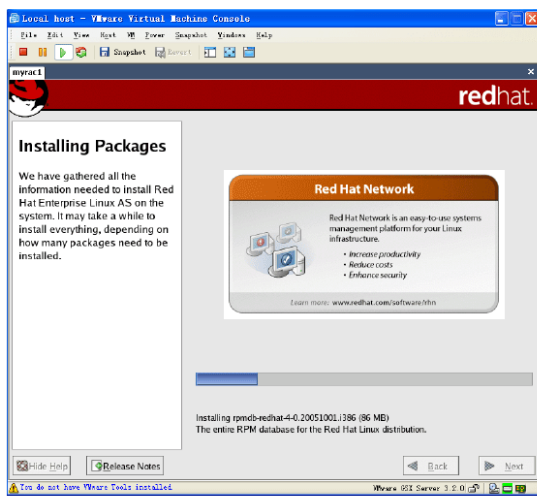 Local host - VMware Virtual Machine Console
File Edit View Host VM Power Snapshot Windows Help
Snapshot Revert
myrac1
redhat.
Installing Packages
We have gathered all the
information needed to install Red
Hat Enterprise Linux AS on the
system. It may take a while to
install everything, depending on
how many packages need to be
installed.
Red Hat Network
Red Hat Network is an easy-to-use systems
management platform for your Linux
infrastructure.
• Increase productivity
• Reduce costs
• Enhance security
Learn more: www.redhat.com/software/rhn
Installing rpmdb-redhat-4-0.20051001.i386 (86 MB)
The entire RPM database for the Red Hat Linux distribution.
Hide Help Release Notes Back Next
You do not have VMware Tools installed. VMware GSX Server 3.2.0